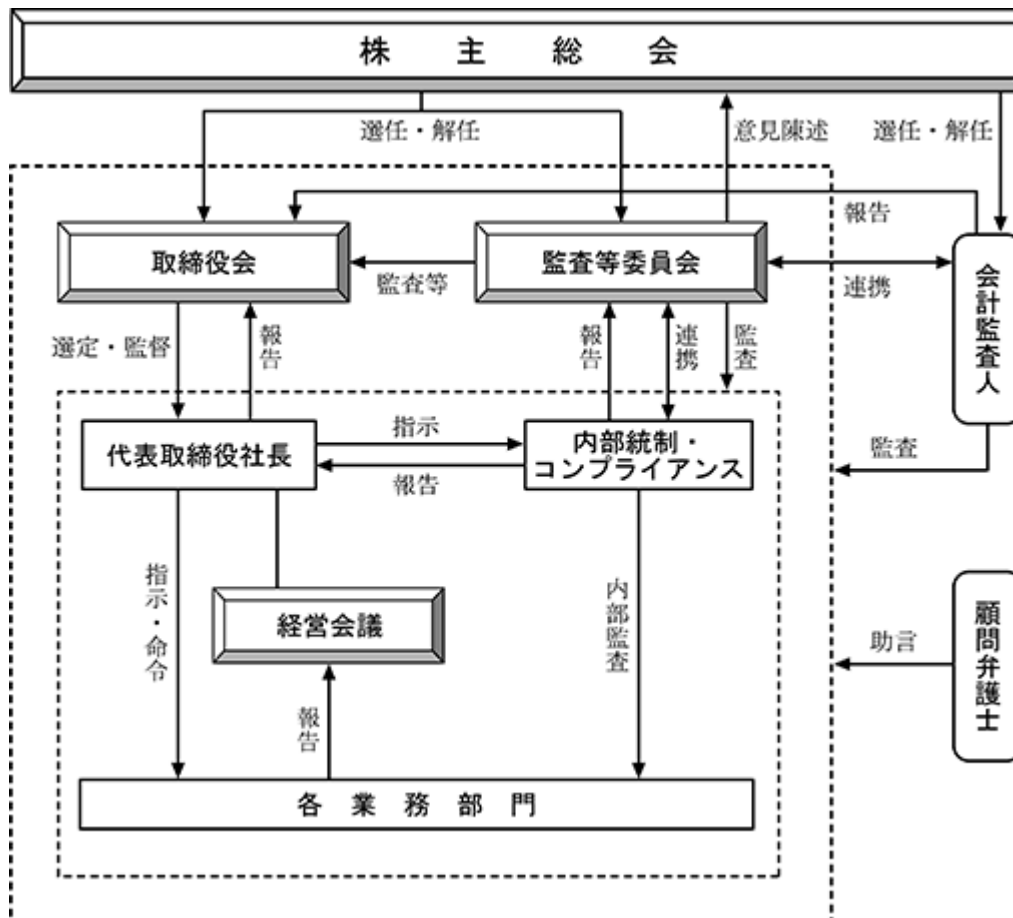 株主総会
選任・解任
意見陳述
選任・解任
報告
取締役会
監査等
監査等委員会
連携
会計監査人
選定・監督
報告
報告
連携
監査
代表取締役社長
指示
報告
内部統制・
コンプライアンス
監査
指示・命令
経営会議
内部監査
助言
顧問弁護士
報告
各業務部門